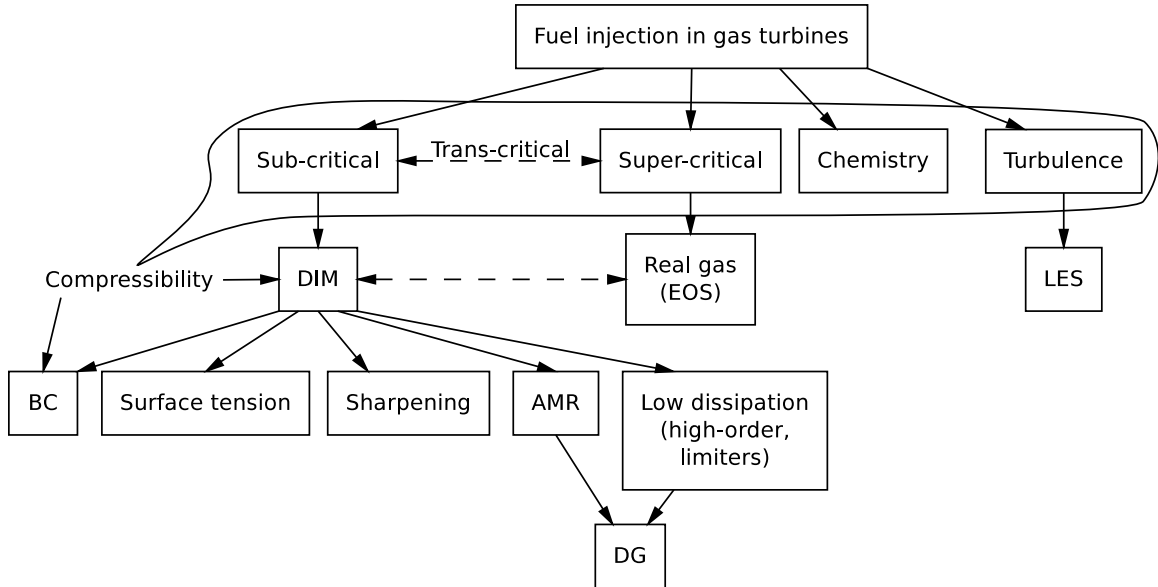 Fuel injection in gas turbines
Sub-critical
Trans-critical
Super-critical
Chemistry
Turbulence
Compressibility
DIM
Real gas
(EOS)
LES
BC
Surface tension
Sharpening
AMR
Low dissipation
(high-order,
limiters)
DG